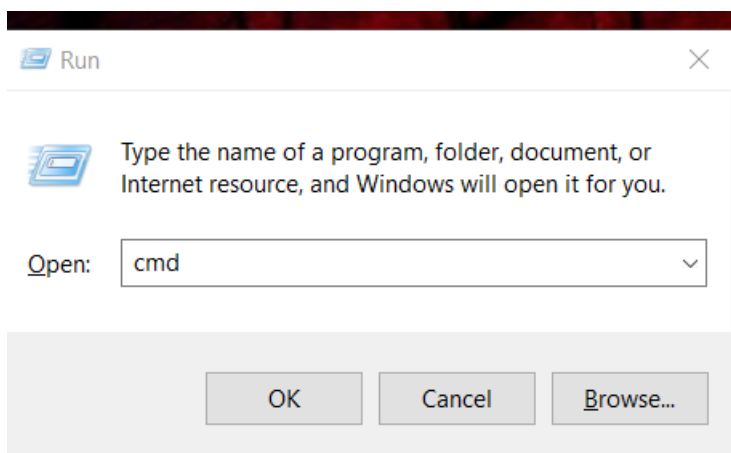 Run
Type the name of a program, folder, document, or
Internet resource, and Windows will open it for you.
Open: cmd
OK Cancel Browse...